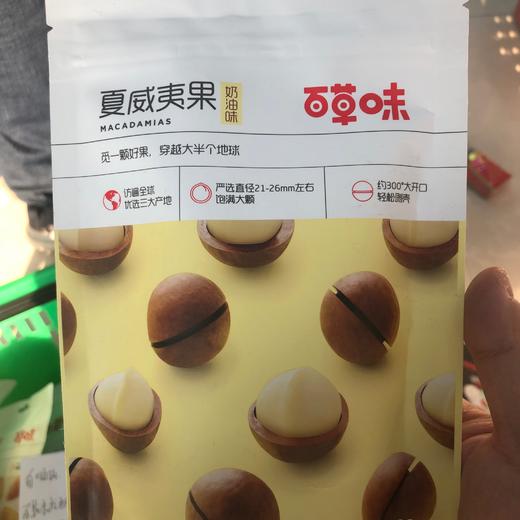 夏威夷果
奶油味
MACADAMIAS
百草味
觅一颗好果，穿越大半个地球
访遍全球
优选三大产地
严选直径21-26mm左右
饱满大颗
约300°大开口
轻松剥壳